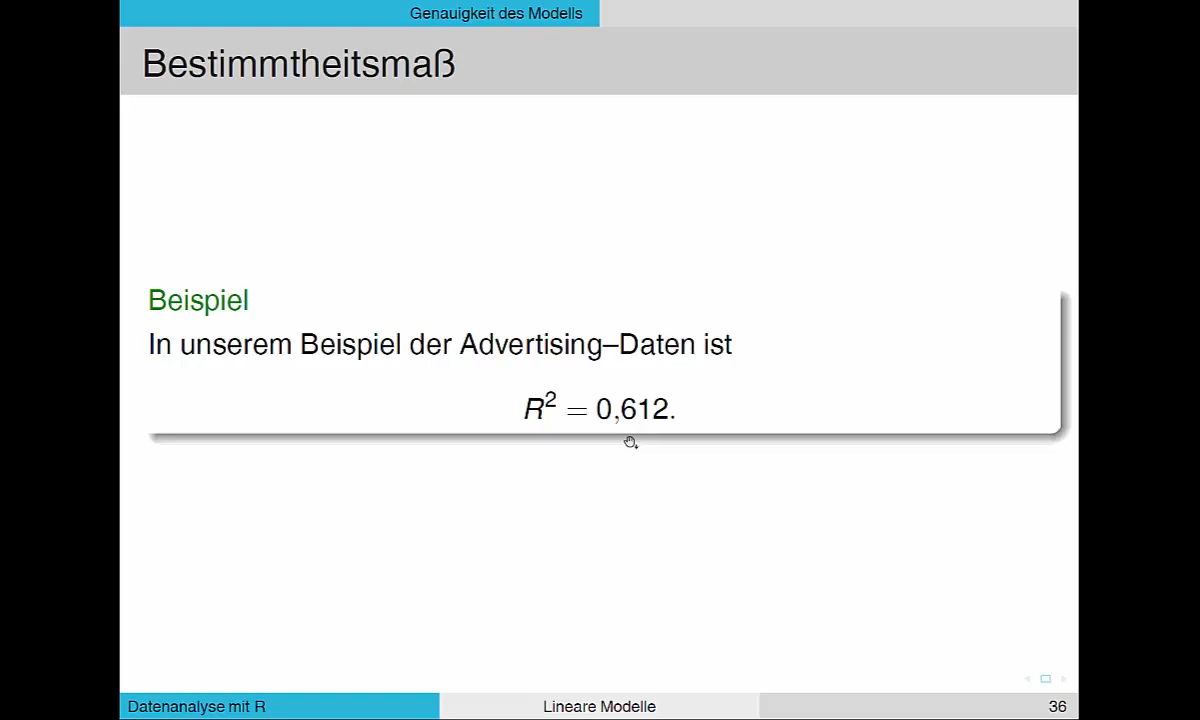 Genauigkeit des Modells
Bestimmtheitsmaß
Beispiel
In unserem Beispiel der Advertising–Daten ist
R² = 0,612.
Datenanalyse mit R
Lineare Modelle
36